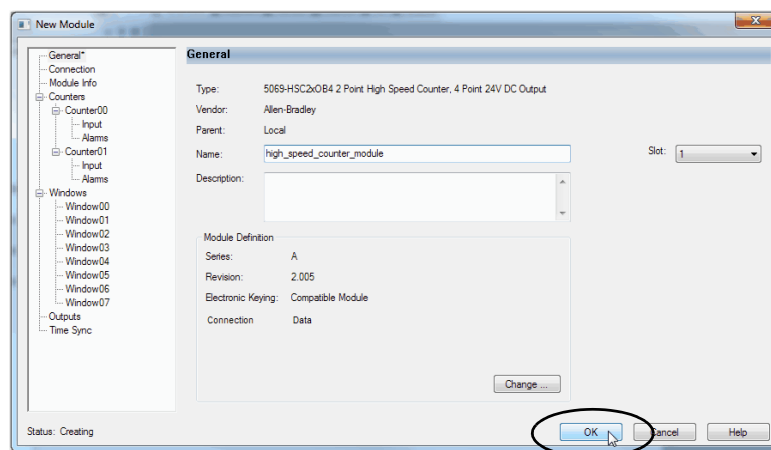 New Module
General*
Connection
Module Info
Counters
Counter00
Input
Alarms
Counter01
Input
Alarms
Windows
Window00
Window01
Window02
Window03
Window04
Window05
Window06
Window07
Outputs
Time Sync
General
Type: 5069-HSC2xOB4 2 Point High Speed Counter, 4 Point 24V DC Output
Vendor: Allen-Bradley
Parent: Local
Name: high_speed_counter_module
Slot: 1
Description:
Module Definition
Series: A
Revision: 2.005
Electronic Keying: Compatible Module
Connection Data
Change ...
Status: Creating
OK Cancel Help